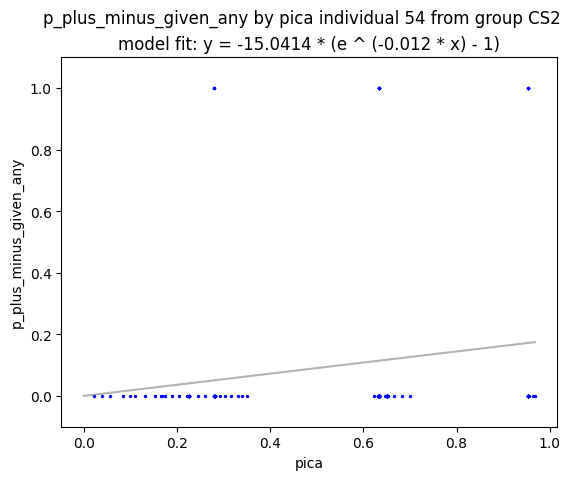 p_plus_minus_given_any by pica individual 54 from group CS2
model fit: y = -15.0414 * (e ^ (-0.012 * x) - 1)
p_plus_minus_given_any
1.0
0.8
0.6
0.4
0.2
0.0
0.0 0.2 0.4 0.6 0.8 1.0
pica